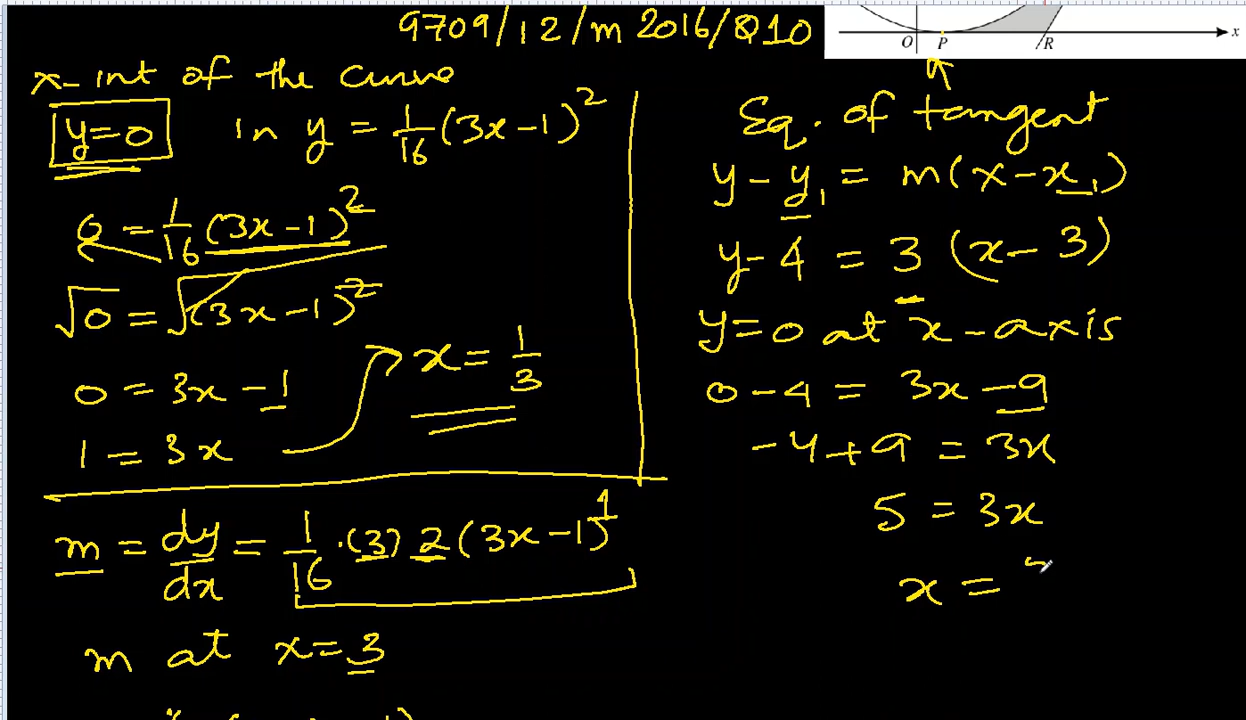 9709/12/m 2016/Q10
O P R x
x-int of the curve
y=0 in y = 1/16 (3x-1)^2
0 = 1/16 (3x-1)^2
√0 = √(3x-1)^2
0 = 3x - 1
1 = 3x
x = 1/3
m = dy/dx = 1/16 · (3) 2 (3x-1)^1
m at x = 3
Eq. of tangent
y - y₁ = m(x - x₁)
y - 4 = 3 (x - 3)
y = 0 at x-axis
0 - 4 = 3x - 9
-4 + 9 = 3x
5 = 3x
x =